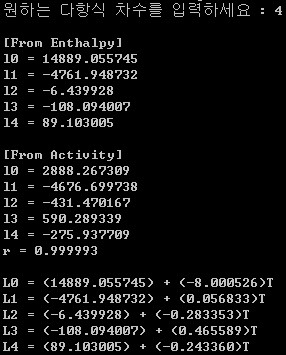 원하는 다항식 차수를 입력하세요 : 4
[From Enthalpy]
l0 = 14889.055745
l1 = -4761.948732
l2 = -6.439928
l3 = -108.094007
l4 = 89.103005
[From Activity]
l0 = 2888.267309
l1 = -4676.699738
l2 = -431.470167
l3 = 590.289339
l4 = -275.937709
r = 0.999993
L0 = (14889.055745) + (-8.000526)T
L1 = (-4761.948732) + (0.056833)T
L2 = (-6.439928) + (-0.283353)T
L3 = (-108.094007) + (0.465589)T
L4 = (89.103005) + (-0.243360)T